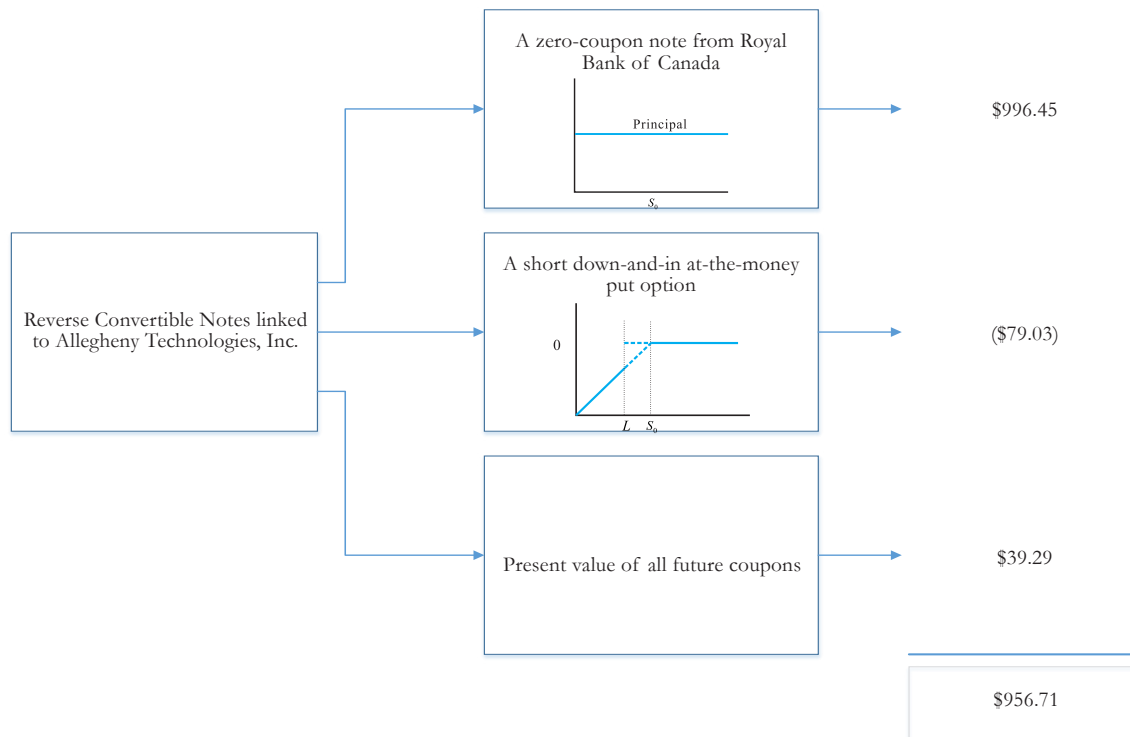 A zero-coupon note from Royal
Bank of Canada
Principal
S₀
$996.45
Reverse Convertible Notes linked
to Allegheny Technologies, Inc.
A short down-and-in at-the-money
put option
0
L S₀
($79.03)
Present value of all future coupons
$39.29
$956.71